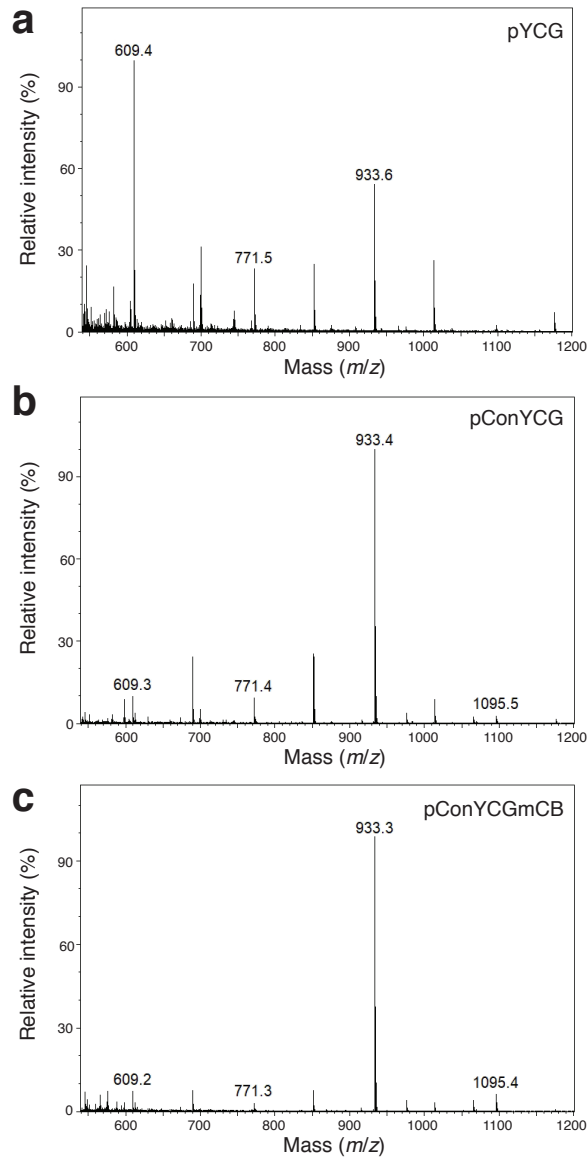 a
pYCG
609.4
933.6
771.5
Relative intensity (%)
90
60
30
0
600 700 800 900 1000 1100 1200
Mass (m/z)
b
pConYCG
933.4
609.3
771.4
1095.5
Relative intensity (%)
90
60
30
0
600 700 800 900 1000 1100 1200
Mass (m/z)
c
pConYCGmCB
933.3
609.2
771.3
1095.4
Relative intensity (%)
90
60
30
0
600 700 800 900 1000 1100 1200
Mass (m/z)